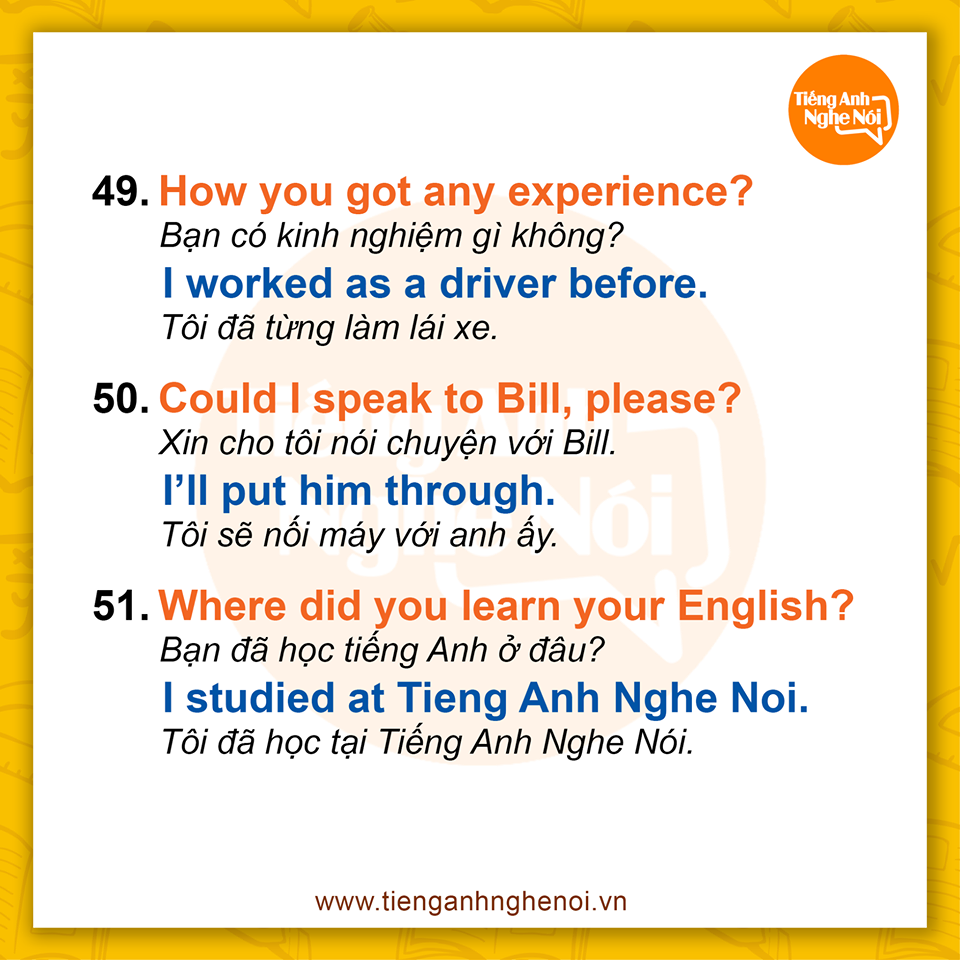 Tiếng Anh
Nghe Nói
49. How you got any experience?
Bạn có kinh nghiệm gì không?
I worked as a driver before.
Tôi đã từng làm lái xe.
50. Could I speak to Bill, please?
Xin cho tôi nói chuyện với Bill.
I'll put him through.
Tôi sẽ nối máy với anh ấy.
51. Where did you learn your English?
Bạn đã học tiếng Anh ở đâu?
I studied at Tieng Anh Nghe Noi.
Tôi đã học tại Tiếng Anh Nghe Nói.
Tiếng Anh
Nghe Nói
www.tienganhnghenoi.vn